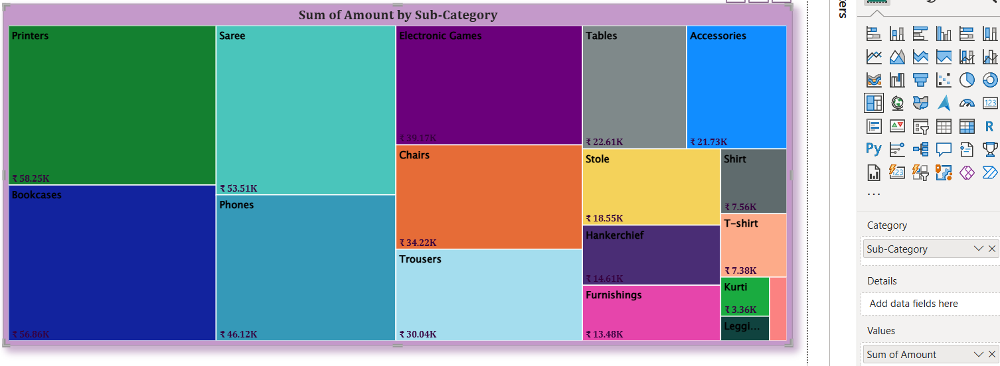 Sum of Amount by Sub-Category
Printers
₹ 58.25K
Bookcases
₹ 56.86K
Saree
₹ 53.51K
Phones
₹ 46.12K
Electronic Games
₹ 39.17K
Chairs
₹ 34.22K
Trousers
₹ 30.04K
Tables
₹ 22.61K
Accessories
₹ 21.73K
Stole
₹ 18.55K
Hankerchief
₹ 14.61K
Furnishings
₹ 13.48K
Shirt
₹ 7.56K
T-shirt
₹ 7.38K
Kurti
₹ 3.36K
Leggi...
ers
123
R
Py
123
...
Category
Sub-Category
Details
Add data fields here
Values
Sum of Amount